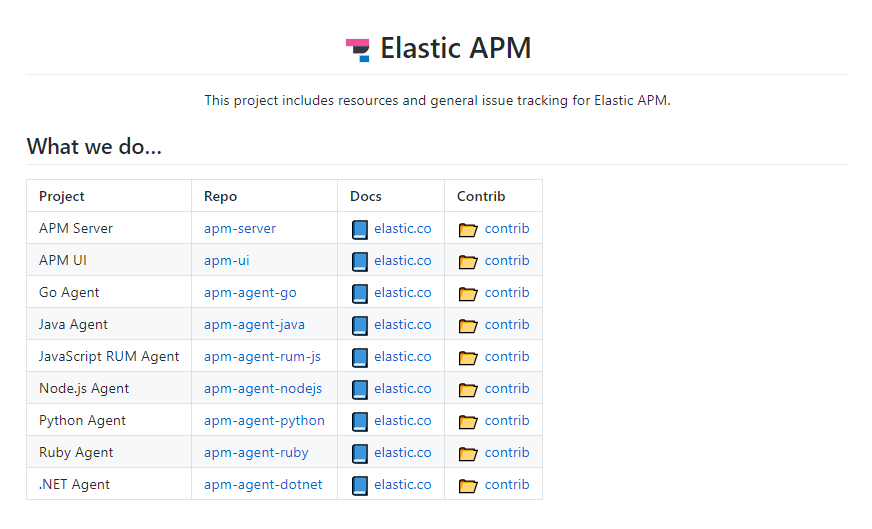 Elastic APM
This project includes resources and general issue tracking for Elastic APM.
What we do...
Project Repo Docs Contrib
APM Server apm-server elastic.co contrib
APM UI apm-ui elastic.co contrib
Go Agent apm-agent-go elastic.co contrib
Java Agent apm-agent-java elastic.co contrib
JavaScript RUM Agent apm-agent-rum-js elastic.co contrib
Node.js Agent apm-agent-nodejs elastic.co contrib
Python Agent apm-agent-python elastic.co contrib
Ruby Agent apm-agent-ruby elastic.co contrib
.NET Agent apm-agent-dotnet elastic.co contrib